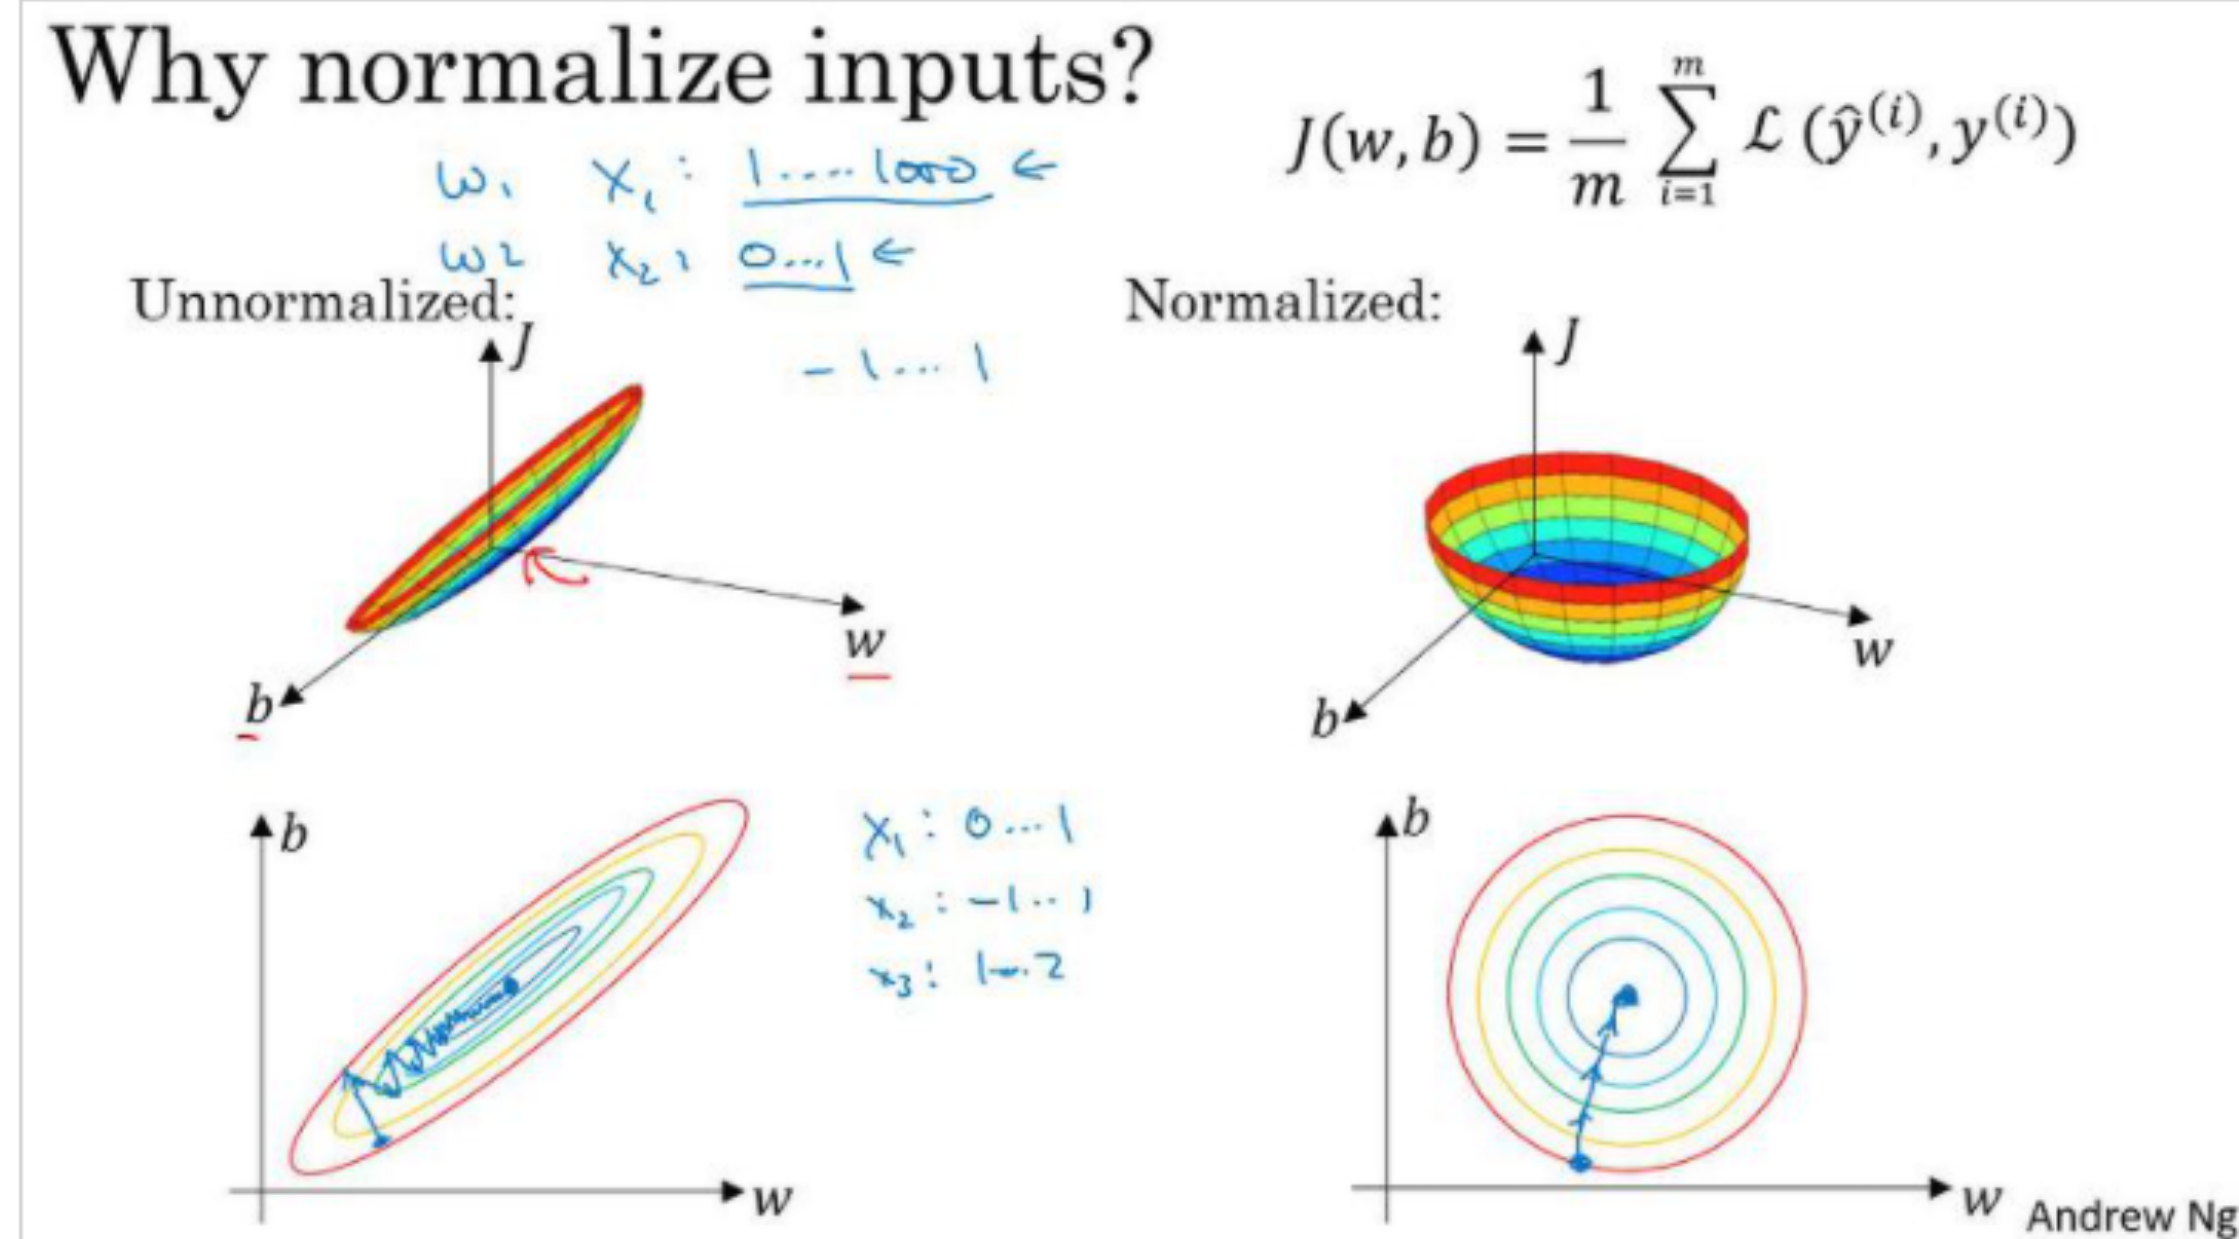 Why normalize inputs?
J(w, b) = 1/m ∑_{i=1}^{m} ℒ(ŷ^{(i)}, y^{(i)})
w₁ x₁: 1.....1000 ←
w2 x₂: 0...1 ←
-1...1
Unnormalized:
J
w
b
Normalized:
J
w
b
b
w
x₁: 0...1
x₂: -1..1
x₃: 1...2
b
w
Andrew Ng